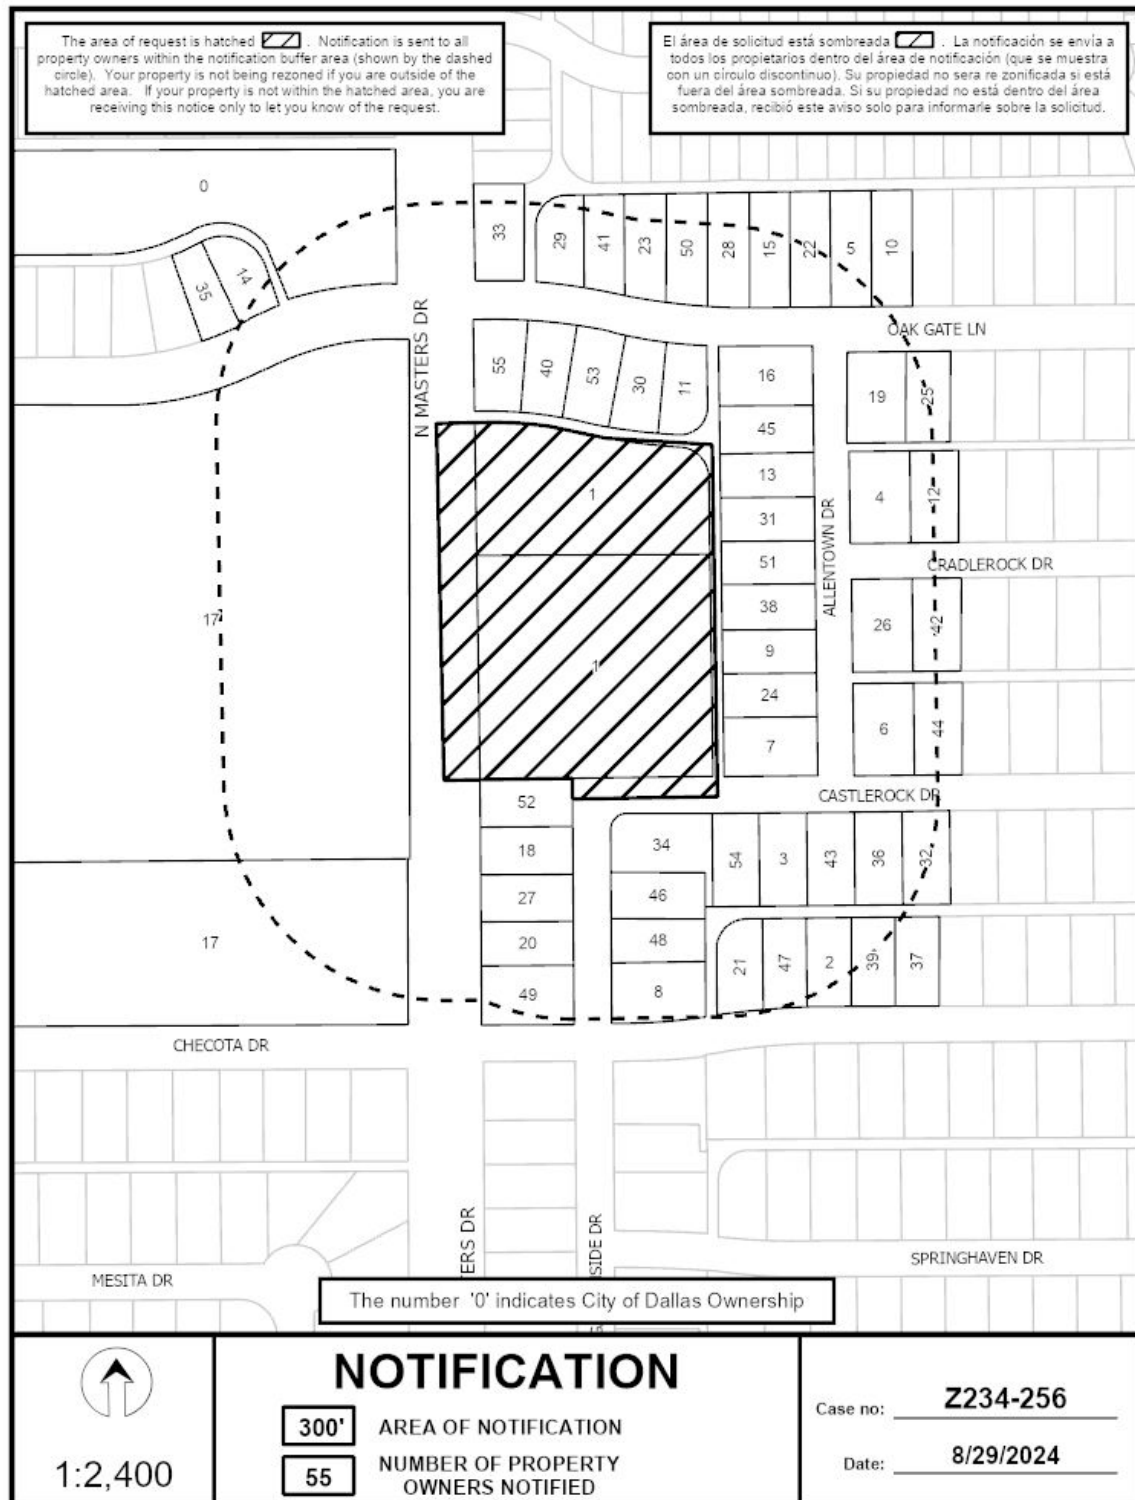 The area of request is hatched . Notification is sent to all
property owners within the notification buffer area (shown by the dashed
circle). Your property is not being rezoned if you are outside of the
hatched area. If your property is not within the hatched area, you are
receiving this notice only to let you know of the request.
El área de solicitud está sombreada . La notificación se envía a
todos los propietarios dentro del área de notificación (que se muestra
con un círculo discontinuo). Su propiedad no sera re zonificada si está
fuera del área sombreada. Si su propiedad no está dentro del área
sombreada, recibió este aviso solo para informarle sobre la solicitud.
0
35
14
33
29
41
23
50
28
15
22
5
10
OAK GATE LN
N MASTERS DR
55
40
53
30
11
16
45
13
31
51
38
9
24
7
ALLENTOWN DR
19
25
4
12
CRADLEROCK DR
26
42
6
44
1
1
17
17
CASTLEROCK DR
52
18
27
20
49
34
46
48
8
54
3
43
36
32
21
47
2
39
37
CHECOTA DR
MESITA DR
ERS DR
SIDE DR
SPRINGHAVEN DR
The number '0' indicates City of Dallas Ownership
1:2,400
NOTIFICATION
300' AREA OF NOTIFICATION
55 NUMBER OF PROPERTY
OWNERS NOTIFIED
Case no: Z234-256
Date: 8/29/2024